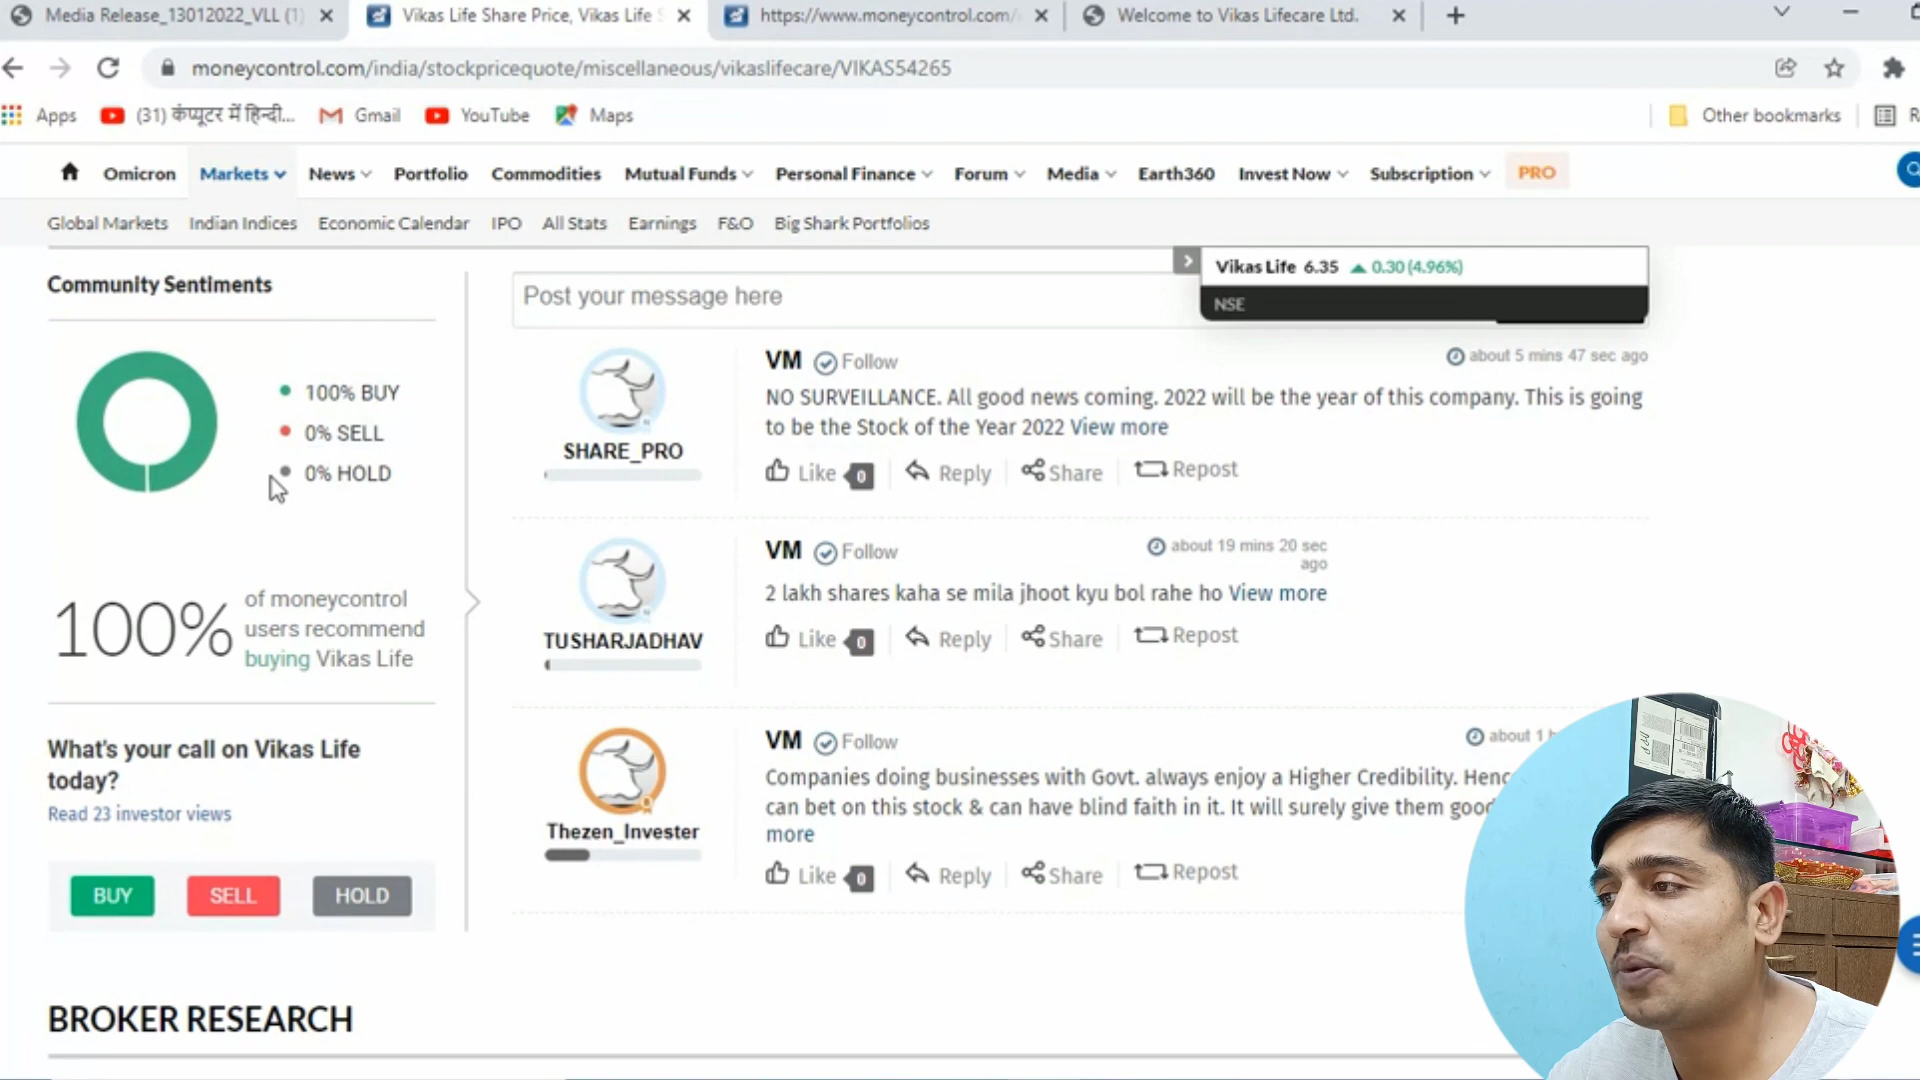 Media Release_13012022_VLL (1)
Vikas Life Share Price, Vikas Life S
https://www.moneycontrol.com/
Welcome to Vikas Lifecare Ltd.
moneycontrol.com/india/stockpricequote/miscellaneous/vikaslifecare/VIKAS54265
Apps
(31) कंप्यूटर में हिन्दी...
Gmail
YouTube
Maps
Other bookmarks
R
Omicron
Markets
News
Portfolio
Commodities
Mutual Funds
Personal Finance
Forum
Media
Earth360
Invest Now
Subscription
PRO
Global Markets
Indian Indices
Economic Calendar
IPO
All Stats
Earnings
F&O
Big Shark Portfolios
Community Sentiments
100% BUY
0% SELL
0% HOLD
100%
of moneycontrol
users recommend
buying Vikas Life
What's your call on Vikas Life
today?
Read 23 investor views
BUY
SELL
HOLD
Post your message here
Vikas Life 6.35 ▲ 0.30 (4.96%)
NSE
SHARE_PRO
VM Follow
about 5 mins 47 sec ago
NO SURVEILLANCE. All good news coming. 2022 will be the year of this company. This is going
to be the Stock of the Year 2022 View more
Like 0 Reply Share Repost
TUSHARJADHAV
VM Follow
about 19 mins 20 sec
ago
2 lakh shares kaha se mila jhoot kyu bol rahe ho View more
Like 0 Reply Share Repost
Thezen_Invester
VM Follow
about 1
Companies doing businesses with Govt. always enjoy a Higher Credibility. Henc
can bet on this stock & can have blind faith in it. It will surely give them good
more
Like 0 Reply Share Repost
BROKER RESEARCH